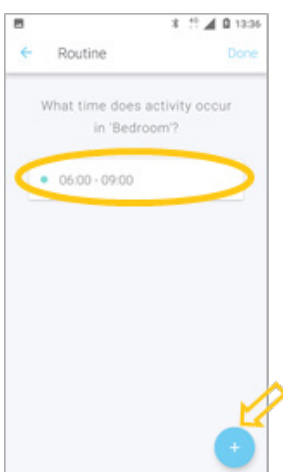 13:36
Routine
Done
What time does activity occur
in 'Bedroom'?
06:00 - 09:00
+